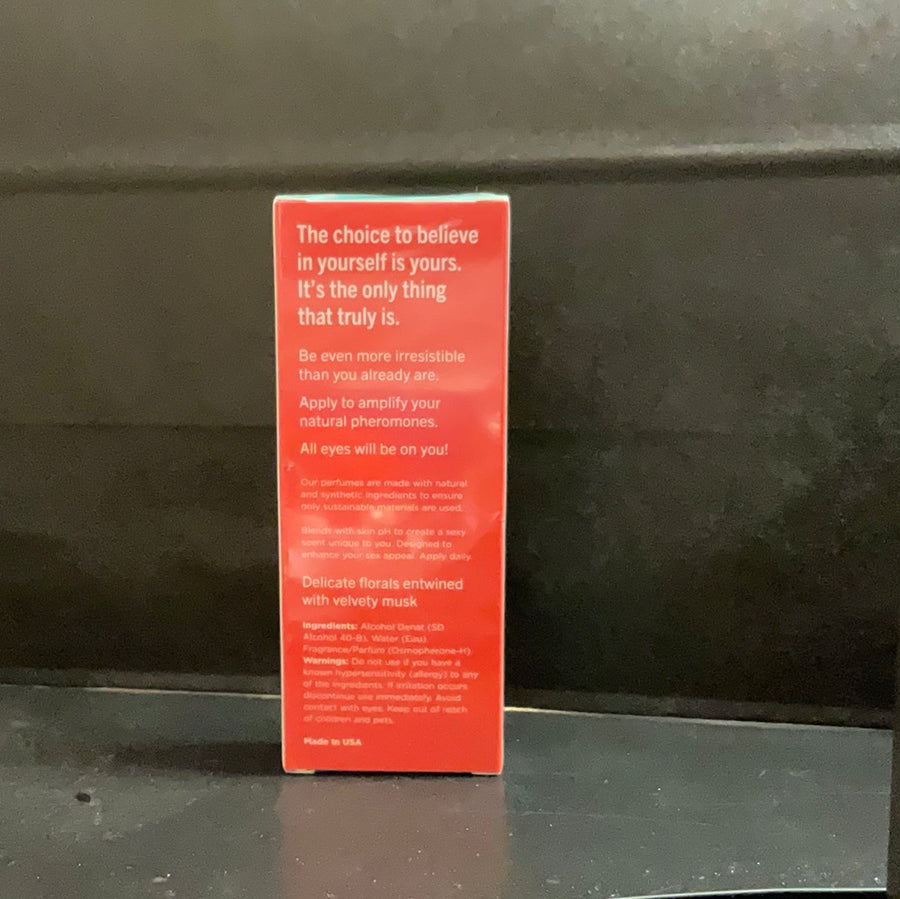 The choice to believe
in yourself is yours.
It's the only thing
that truly is.
Be even more irresistible
than you already are.
Apply to amplify your
natural pheromones.
All eyes will be on you!
Our perfumes are made with natural
and synthetic ingredients to ensure
only sustainable materials are used.
Blends with skin pH to create a sexy
scent unique to you. Designed to
enhance your sex appeal. Apply daily.
Delicate florals entwined
with velvety musk
Ingredients: Alcohol Denat (SD
Alcohol 40-B), Water (Eau),
Fragrance/Parfum (Osmopherone-H).
Warnings: Do not use if you have a
known hypersensitivity (allergy) to any
of the ingredients. If irritation occurs
discontinue use immediately. Avoid
contact with eyes. Keep out of reach
of children and pets.
Made in USA